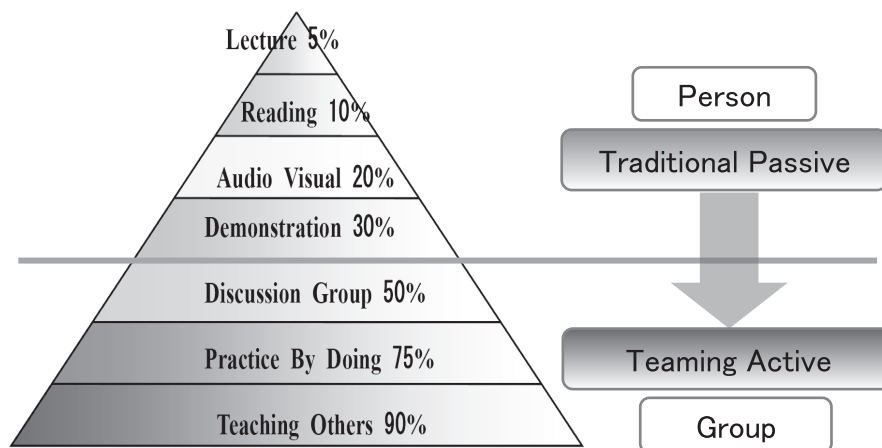 Lecture 5%
Reading 10%
Audio Visual 20%
Demonstration 30%
Discussion Group 50%
Practice By Doing 75%
Teaching Others 90%
Person
Traditional Passive
Teaming Active
Group